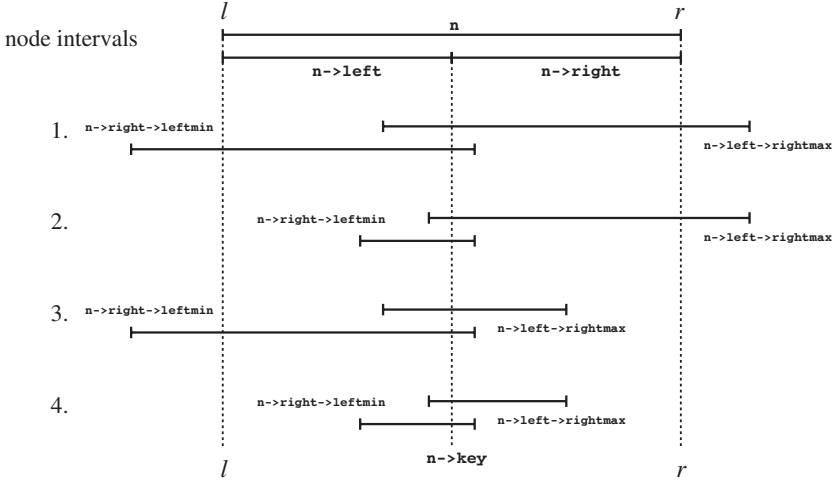 l r
n
node intervals
n->left n->right
1. n->right->leftmin
n->left->rightmax
2. n->right->leftmin
n->left->rightmax
3. n->right->leftmin
n->left->rightmax
4. n->right->leftmin
n->left->rightmax
n->key
l r